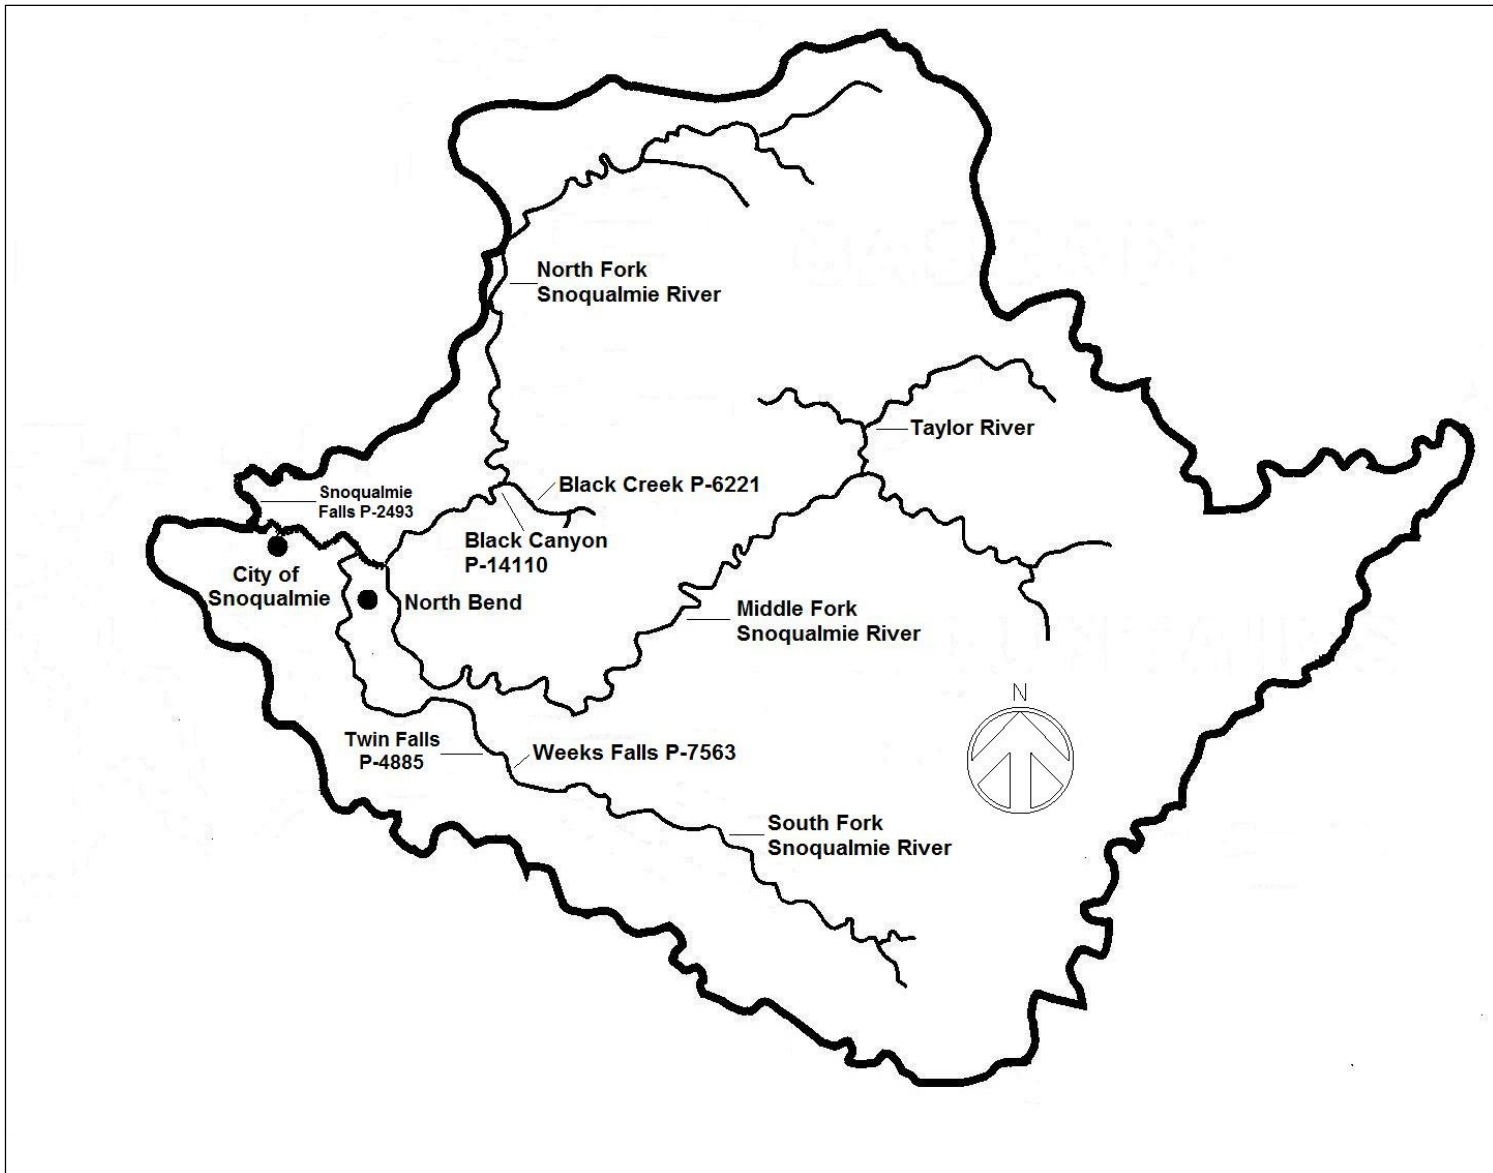 North Fork
Snoqualmie River
Taylor River
Snoqualmie
Falls P-2493
Black Creek P-6221
Black Canyon
P-14110
City of
Snoqualmie
North Bend
Middle Fork
Snoqualmie River
N
Twin Falls
P-4885
Weeks Falls P-7563
South Fork
Snoqualmie River